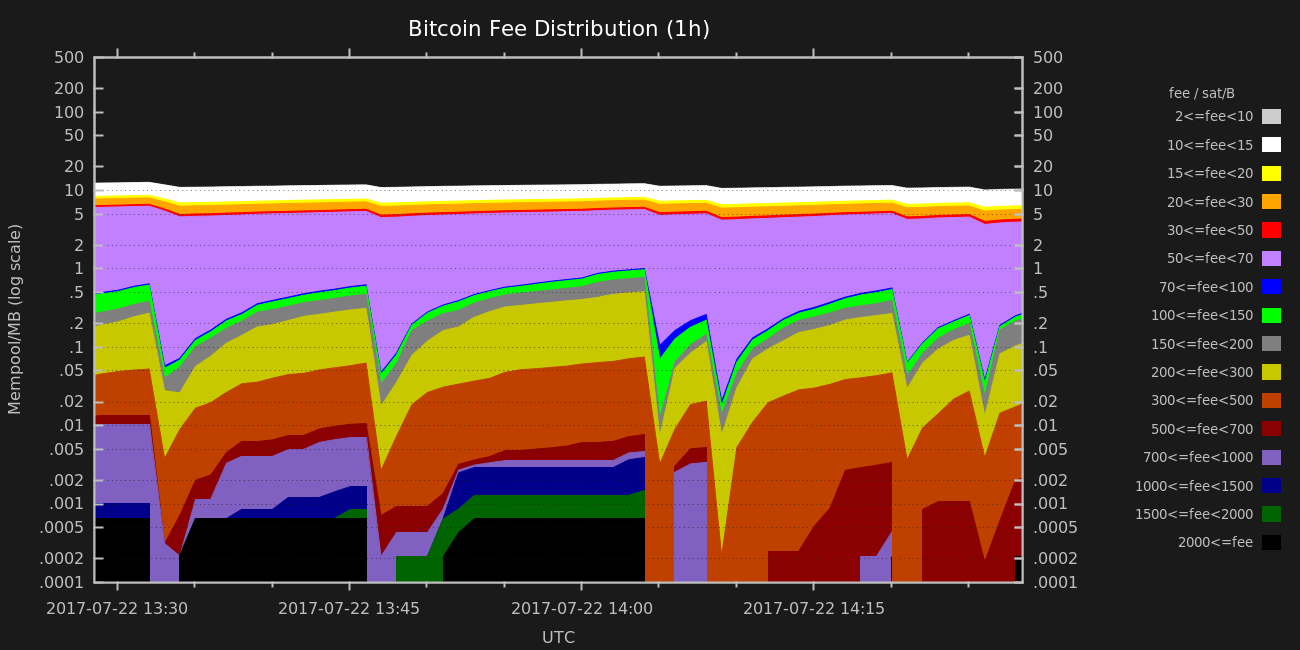 Bitcoin Fee Distribution (1h)
Mempool/MB (log scale)
500
200
100
50
20
10
5
2
1
.5
.2
.1
.05
.02
.01
.005
.002
.001
.0005
.0002
.0001
500
200
100
50
20
10
5
2
1
.5
.2
.1
.05
.02
.01
.005
.002
.001
.0005
.0002
.0001
2017-07-22 13:30
2017-07-22 13:45
2017-07-22 14:00
2017-07-22 14:15
UTC
fee / sat/B
2<=fee<10
10<=fee<15
15<=fee<20
20<=fee<30
30<=fee<50
50<=fee<70
70<=fee<100
100<=fee<150
150<=fee<200
200<=fee<300
300<=fee<500
500<=fee<700
700<=fee<1000
1000<=fee<1500
1500<=fee<2000
2000<=fee